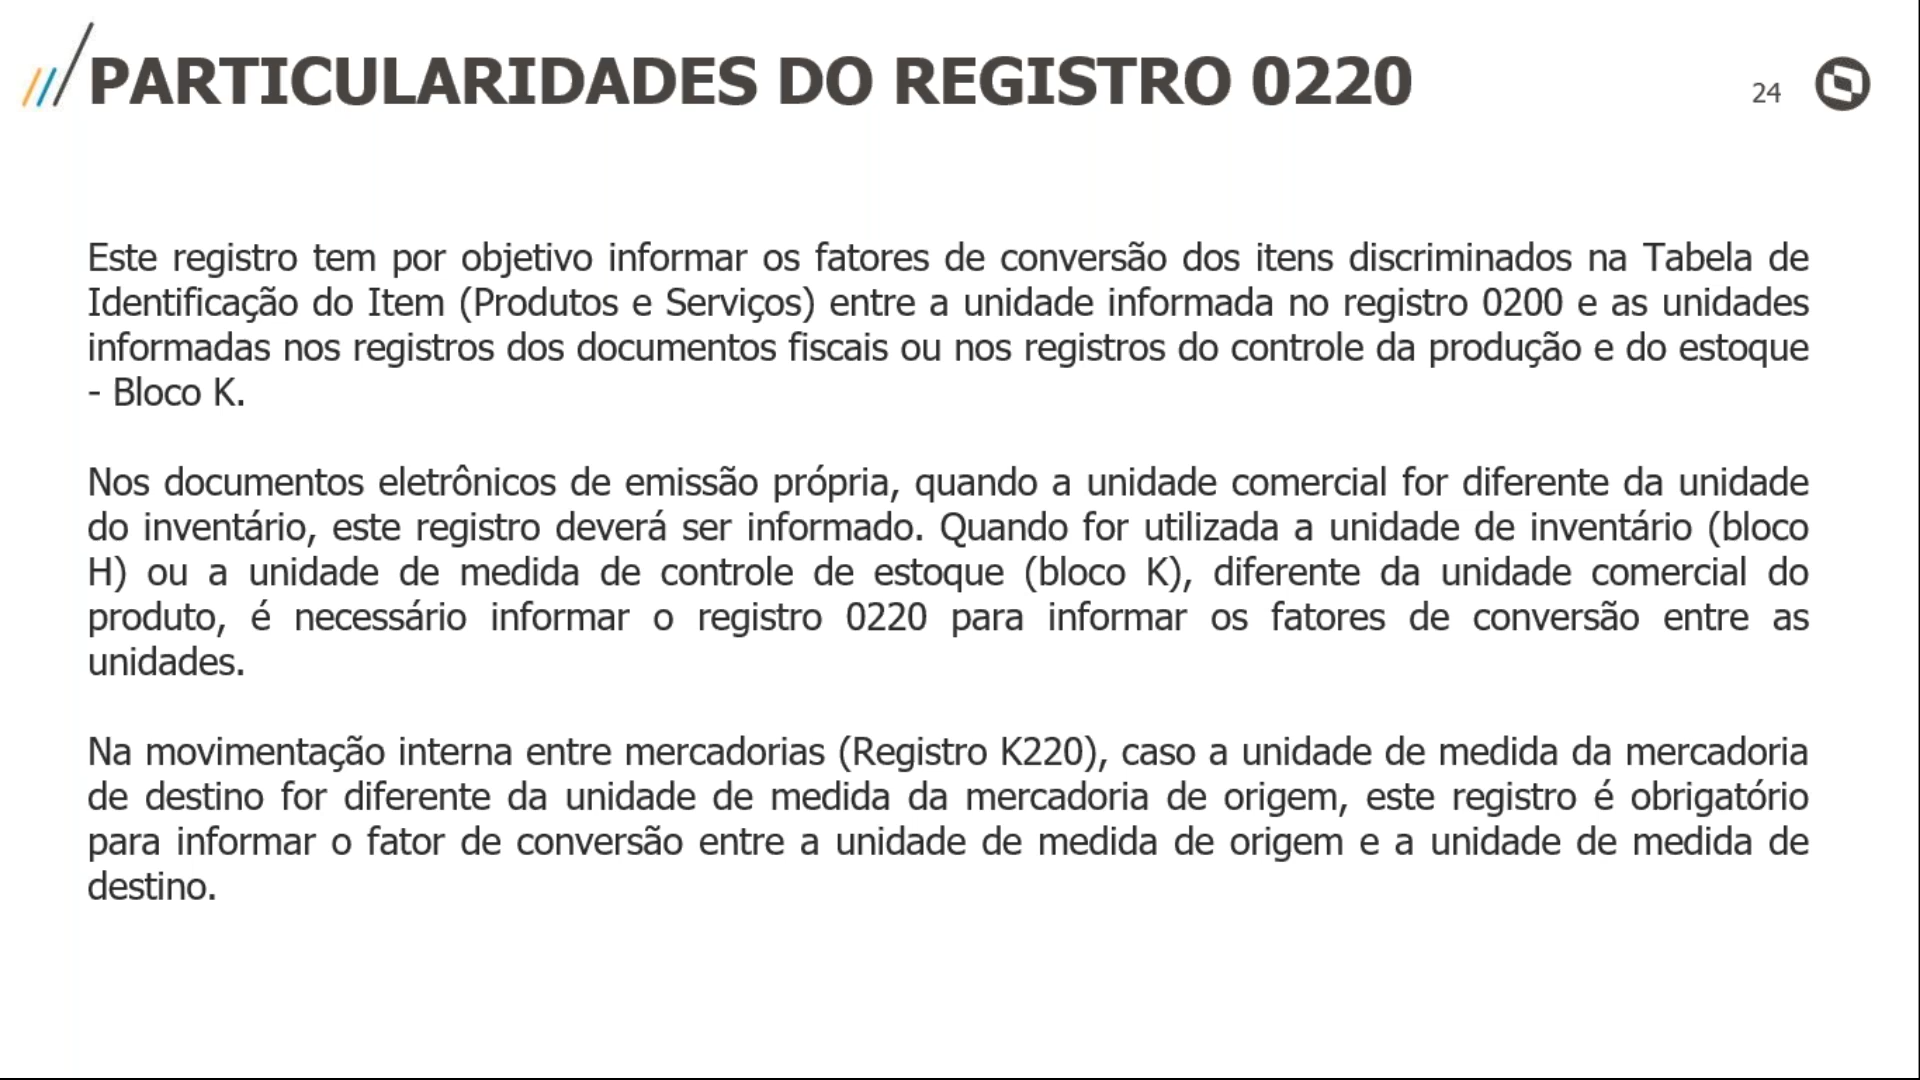 PARTICULARIDADES DO REGISTRO 0220
24
Este registro tem por objetivo informar os fatores de conversão dos itens discriminados na Tabela de
Identificação do Item (Produtos e Serviços) entre a unidade informada no registro 0200 e as unidades
informadas nos registros dos documentos fiscais ou nos registros do controle da produção e do estoque
- Bloco K.
Nos documentos eletrônicos de emissão própria, quando a unidade comercial for diferente da unidade
do inventário, este registro deverá ser informado. Quando for utilizada a unidade de inventário (bloco
H) ou a unidade de medida de controle de estoque (bloco K), diferente da unidade comercial do
produto, é necessário informar o registro 0220 para informar os fatores de conversão entre as
unidades.
Na movimentação interna entre mercadorias (Registro K220), caso a unidade de medida da mercadoria
de destino for diferente da unidade de medida da mercadoria de origem, este registro é obrigatório
para informar o fator de conversão entre a unidade de medida de origem e a unidade de medida de
destino.